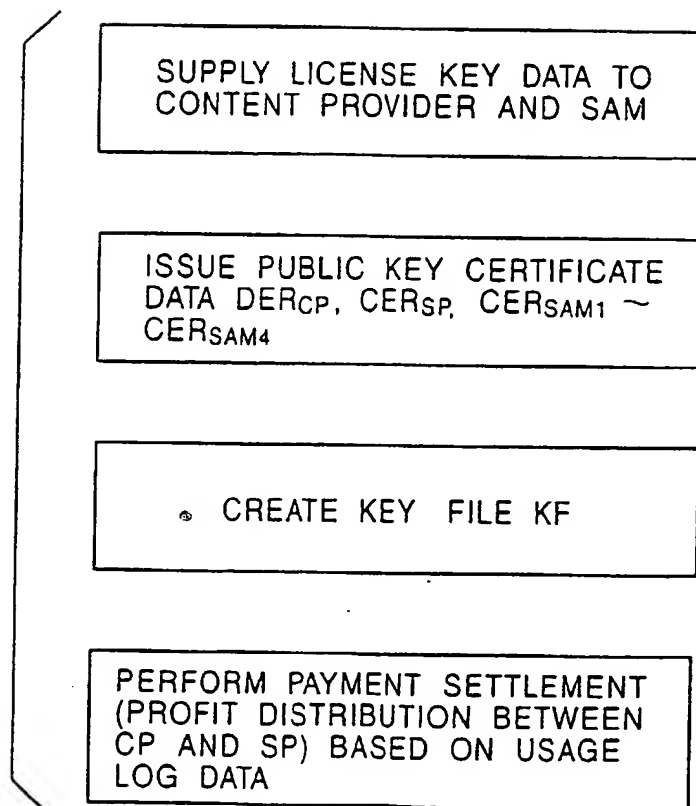 SUPPLY LICENSE KEY DATA TO
CONTENT PROVIDER AND SAM
ISSUE PUBLIC KEY CERTIFICATE
DATA DERCP, CERSP, CERSAM1 ~
CERSAM4
CREATE KEY FILE KF
PERFORM PAYMENT SETTLEMENT
(PROFIT DISTRIBUTION BETWEEN
CP AND SP) BASED ON USAGE
LOG DATA